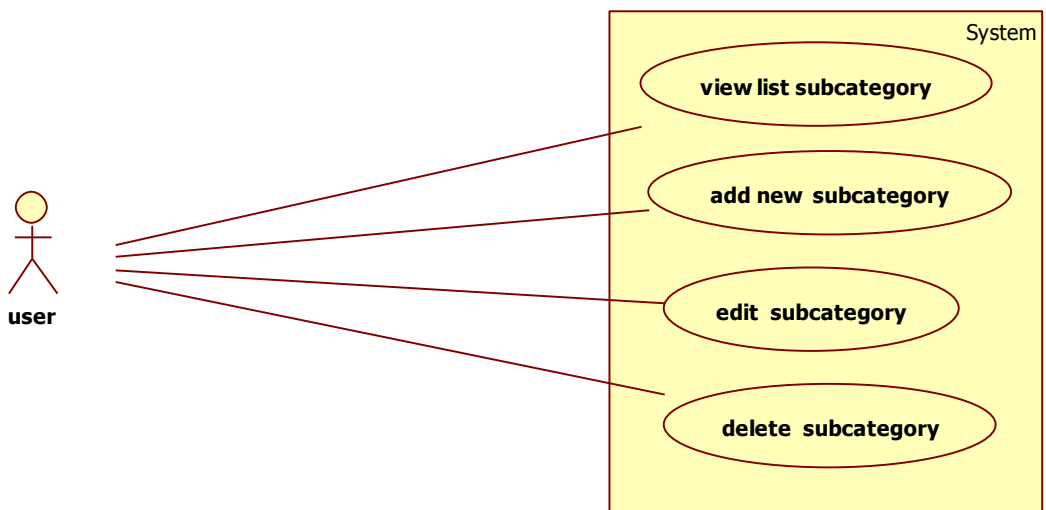 System
view list subcategory
add new  subcategory
user
edit  subcategory
delete  subcategory